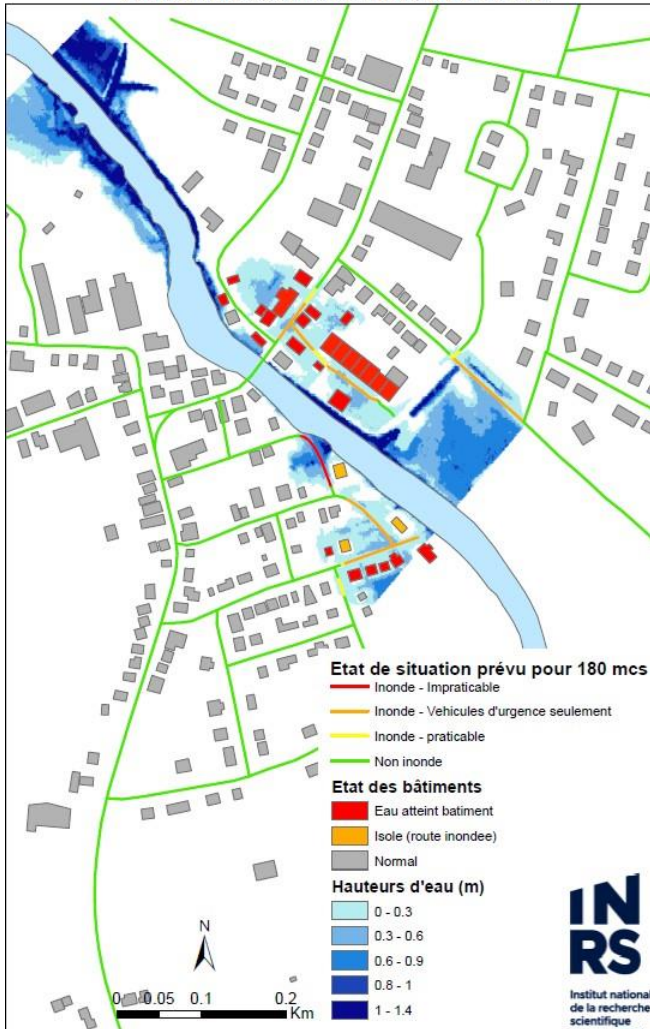 Etat de situation prévu pour 180 mcs
Inonde - Impraticable
Inonde - Vehicules d'urgence seulement
Inonde - praticable
Non inonde
Etat des bâtiments
Eau atteint batiment
Isole (route inondee)
Normal
Hauteurs d'eau (m)
0 - 0.3
0.3 - 0.6
0.6 - 0.9
0.8 - 1
1 - 1.4
N
0 0.05 0.1 0.2
Km
INRS
Institut national
de la recherche
scientifique